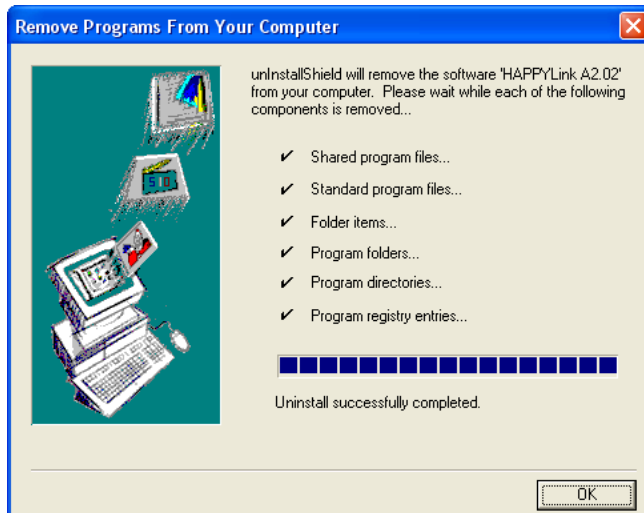 Remove Programs From Your Computer
unInstallShield will remove the software 'HAPPYLink A2.02'
from your computer. Please wait while each of the following
components is removed...
✔ Shared program files...
✔ Standard program files...
✔ Folder items...
✔ Program folders...
✔ Program directories...
✔ Program registry entries...
Uninstall successfully completed.
OK